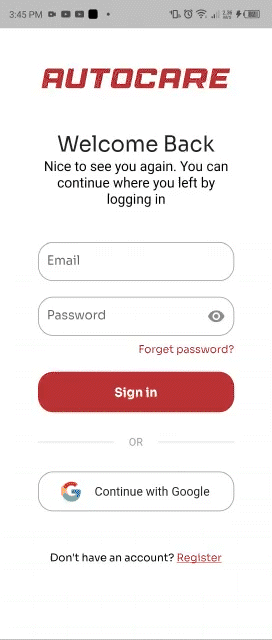 3:45 PM
AUTOCARE
Welcome Back
Nice to see you again. You can
continue where you left by
logging in
Email
Password
Forget password?
Sign in
OR
Continue with Google
Don't have an account? Register